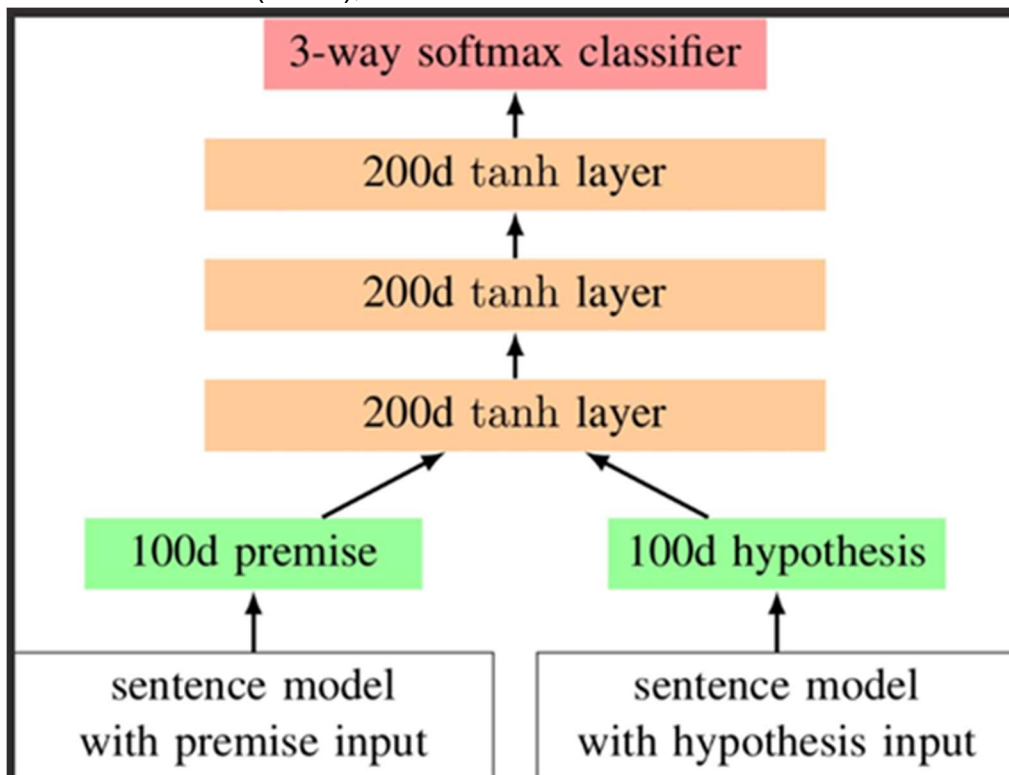 3-way softmax classifier
200d tanh layer
200d tanh layer
200d tanh layer
100d premise
100d hypothesis
sentence model
with premise input
sentence model
with hypothesis input